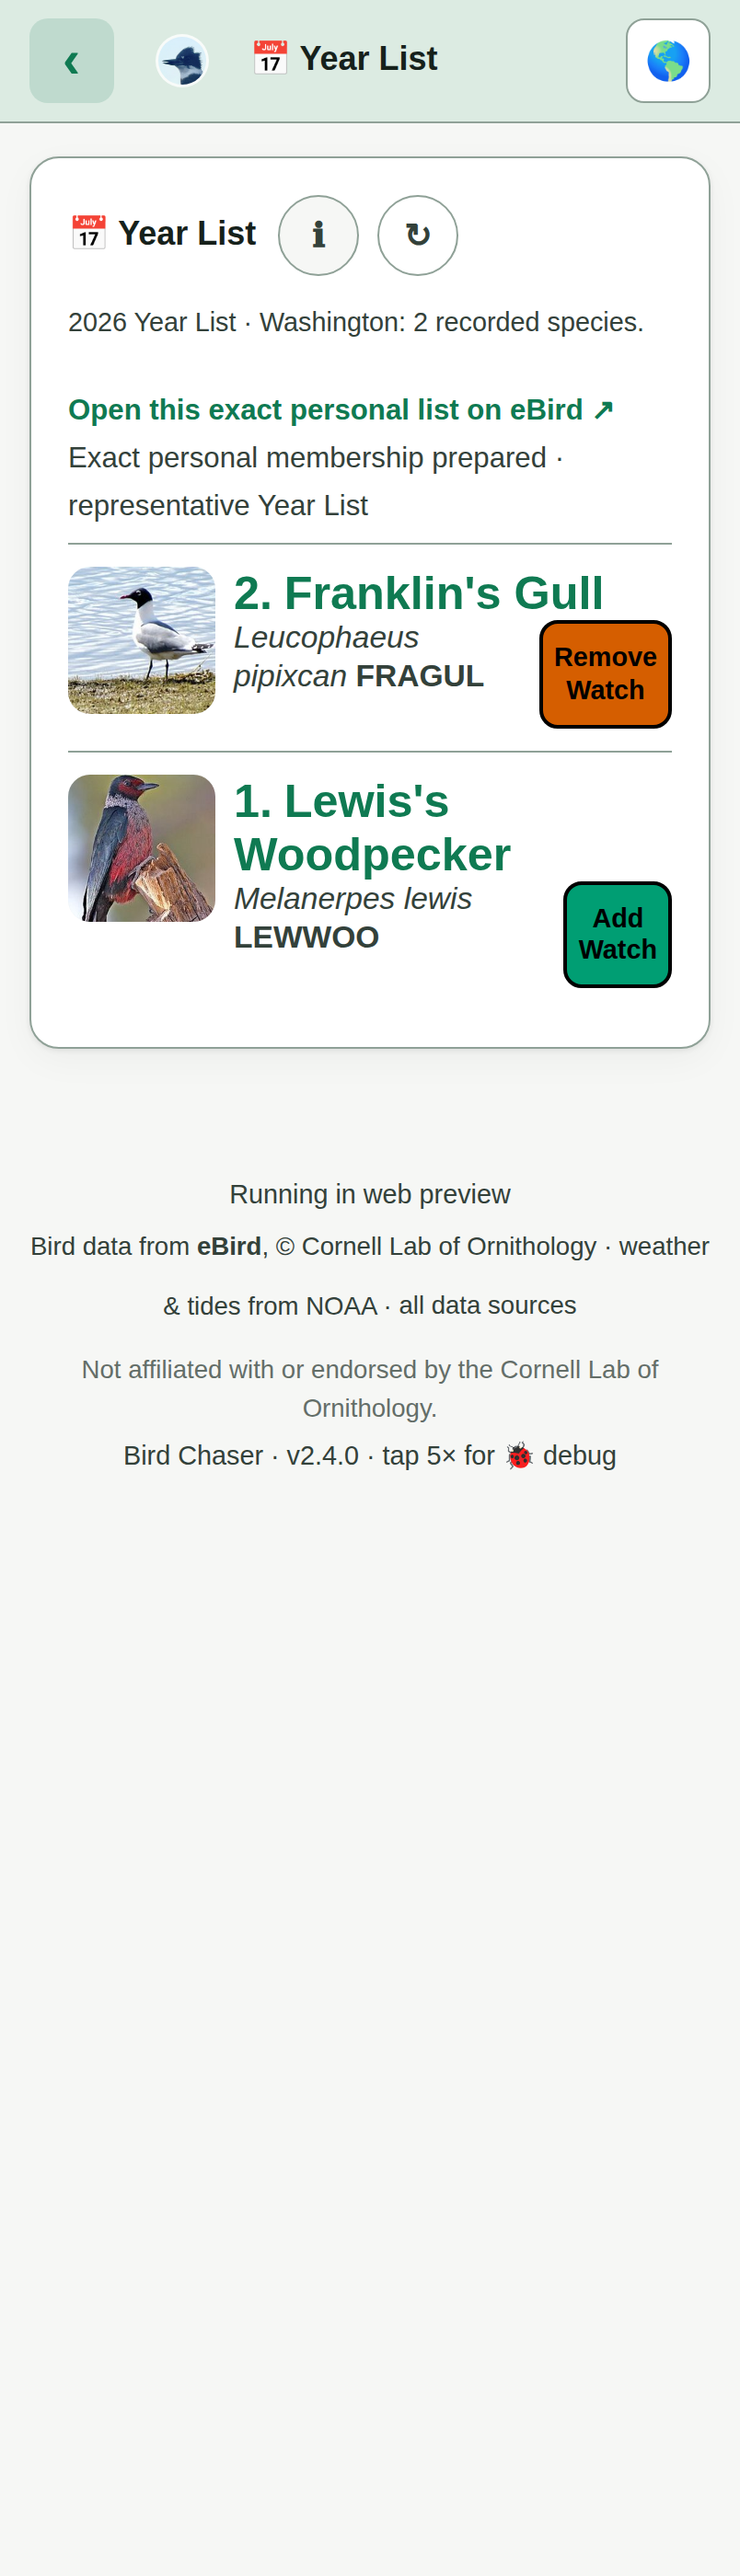 ‹ 📅 Year List 🌎
📅 Year List ℹ ↻
2026 Year List · Washington: 2 recorded species.
Open this exact personal list on eBird ↗
Exact personal membership prepared ·
representative Year List
2. Franklin's Gull
Leucophaeus
pipixcan FRAGUL
Remove
Watch
1. Lewis's
Woodpecker
Melanerpes lewis
LEWWOO
Add
Watch
Running in web preview
Bird data from eBird, © Cornell Lab of Ornithology · weather
& tides from NOAA · all data sources
Not affiliated with or endorsed by the Cornell Lab of
Ornithology.
Bird Chaser · v2.4.0 · tap 5× for 🐞 debug